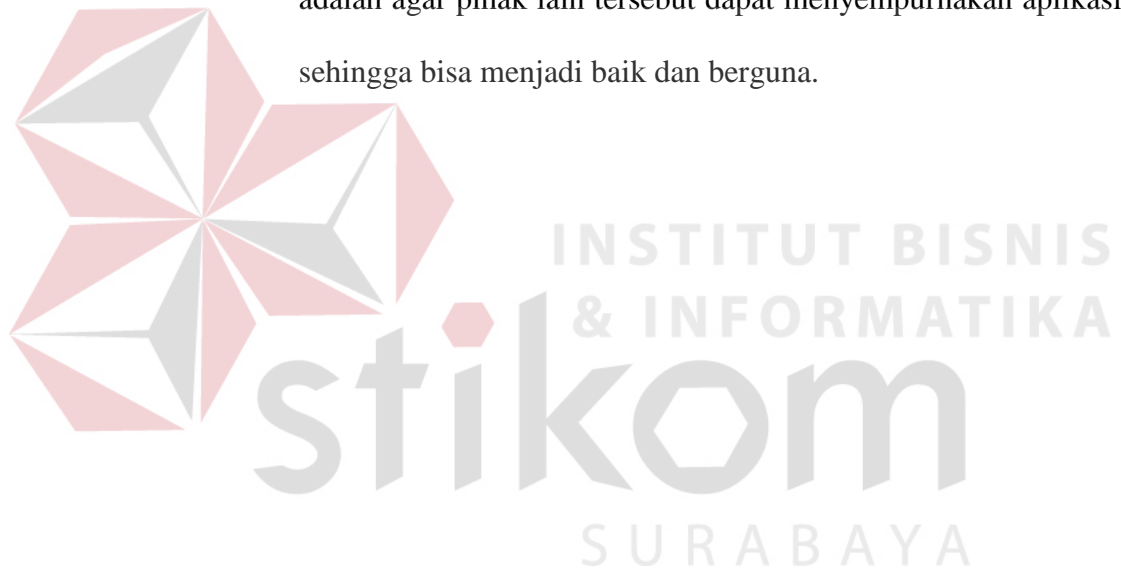 adalah agar pihak lain tersebut dapat menyempurnakan aplikasi
sehingga bisa menjadi baik dan berguna.
INSTITUT BISNIS
& INFORMATIKA
stikom
SURABAYA